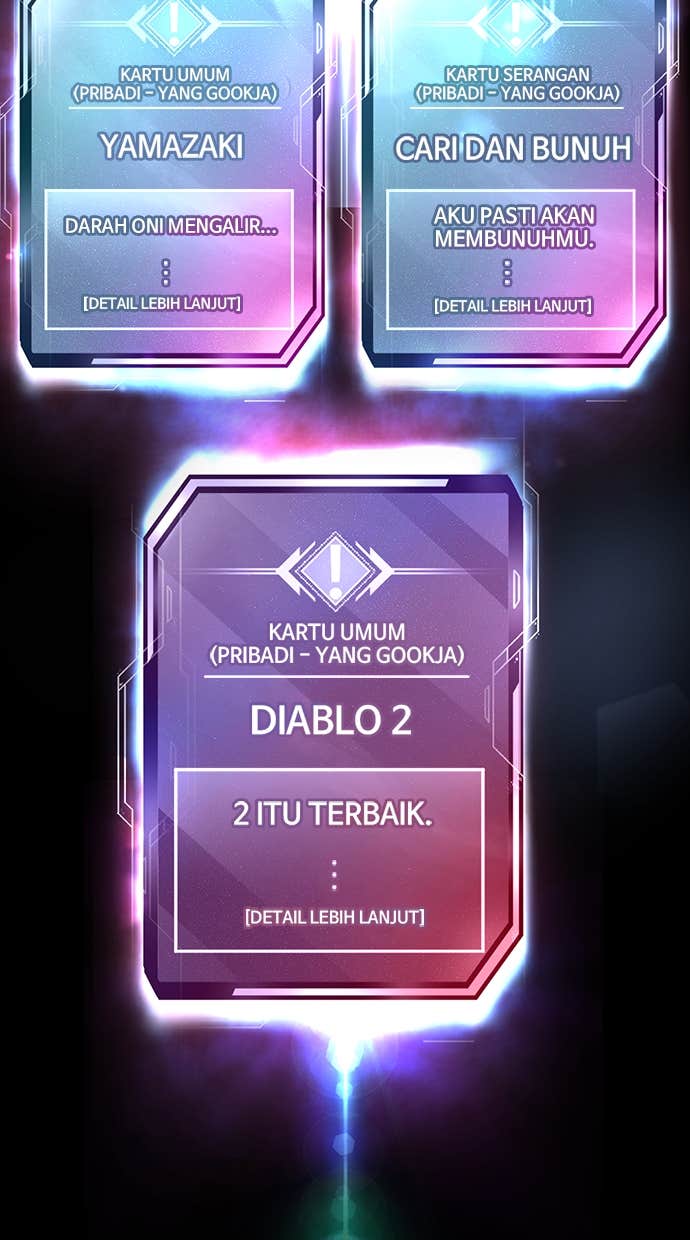 KARTU UMUM
(PRIBADI - YANG GOOKJA)
YAMAZAKI
DARAH ONI MENGALIR...
[DETAIL LEBIH LANJUT]
KARTU SERANGAN
(PRIBADI - YANG GOOKJA)
CARI DAN BUNUH
AKU PASTI AKAN
MEMBUNUHMU.
[DETAIL LEBIH LANJUT]
KARTU UMUM
(PRIBADI - YANG GOOKJA)
DIABLO 2
2 ITU TERBAIK.
[DETAIL LEBIH LANJUT]